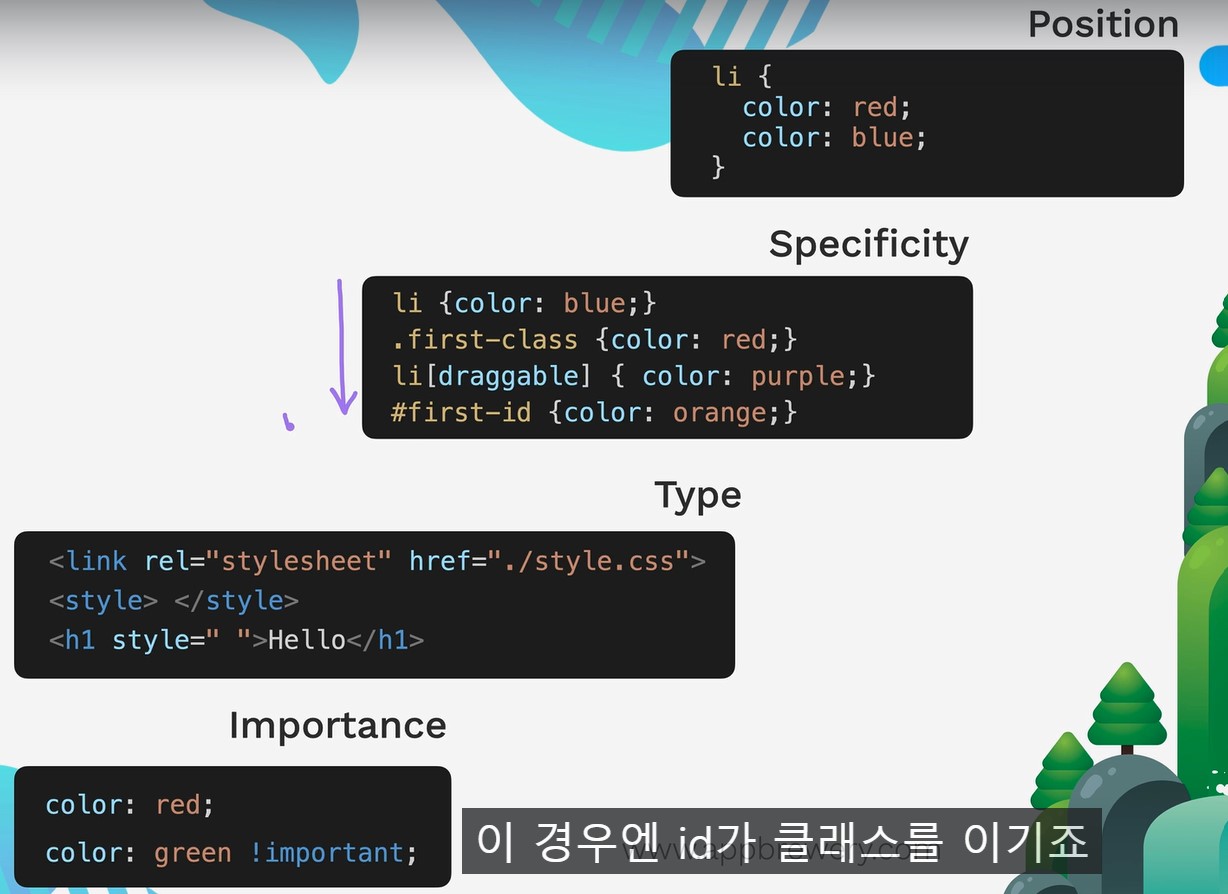 Position
li {
color: red;
color: blue;
}
Specificity
li {color: blue;}
.first-class {color: red;}
li[draggable] { color: purple;}
#first-id {color: orange;}
Type
<link rel="stylesheet" href="./style.css">
<style> </style>
<h1 style=" ">Hello</h1>
Importance
color: red;
color: green !important;
이 경우엔 id가 클래스를 이기죠
www.appbrewery.com